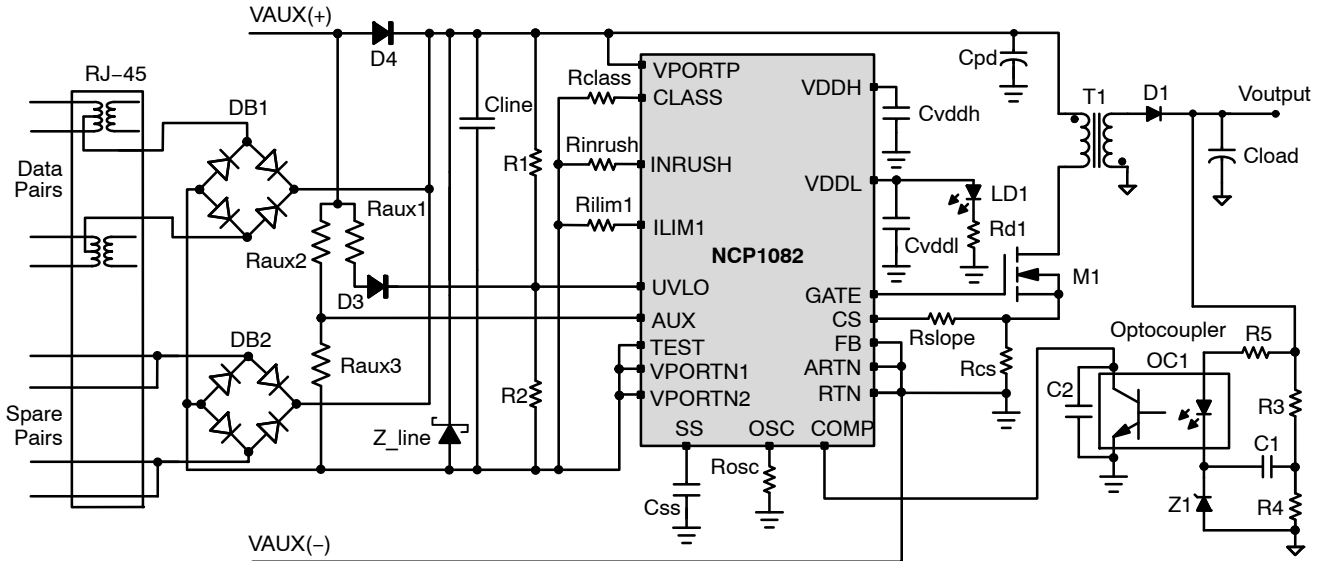 VAUX(+)
D4
RJ−45
DB1
Data
Pairs
Cline
R1
Rclass
Rinrush
Rilim1
VPORTP
CLASS
INRUSH
ILIM1
NCP1082
UVLO
AUX
TEST
VPORTN1
VPORTN2
SS
OSC
COMP
VDDH
VDDL
GATE
CS
FB
ARTN
RTN
Cpd
Cvddh
T1
D1
Voutput
Cload
LD1
Cvddl
Rd1
M1
Raux1
Raux2
D3
DB2
Raux3
Spare
Pairs
Z_line
R2
Rslope
Rcs
Optocoupler
OC1
R5
C2
R3
C1
Z1
R4
Css
Rosc
VAUX(−)